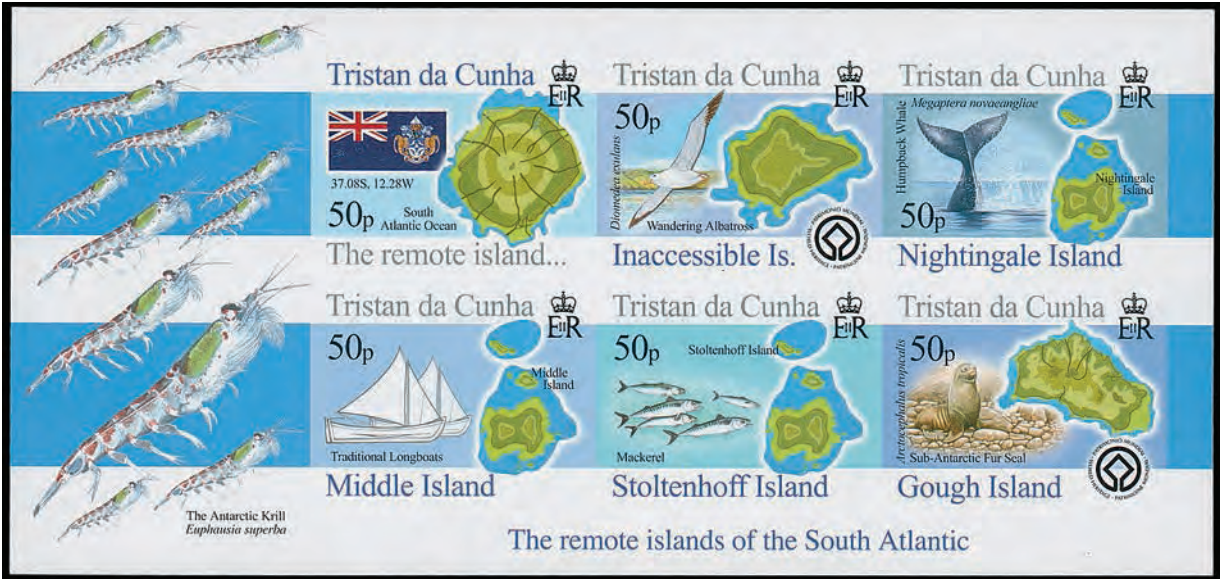 Tristan da Cunha
EIIR
37.08S, 12.28W
50p
South
Atlantic Ocean
The remote island...
Tristan da Cunha
EIIR
50p
Diomedea exulans
Wandering Albatross
Inaccessible Is.
Tristan da Cunha
EIIR
Megaptera novaeangliae
Humpback Whale
50p
Nightingale
Island
Nightingale Island
Tristan da Cunha
EIIR
50p
Middle
Island
Traditional Longboats
Middle Island
Tristan da Cunha
EIIR
50p
Stoltenhoff Island
Mackerel
Stoltenhoff Island
Tristan da Cunha
EIIR
50p
Arctocephalus tropicalis
Sub-Antarctic Fur Seal
Gough Island
The Antarctic Krill
Euphausia superba
The remote islands of the South Atlantic